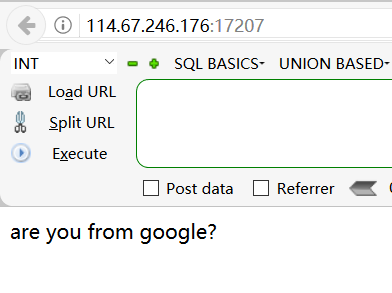 114.67.246.176:17207
INT SQL BASICS UNION BASED
Load URL
Split URL
Execute
Post data Referrer
are you from google?